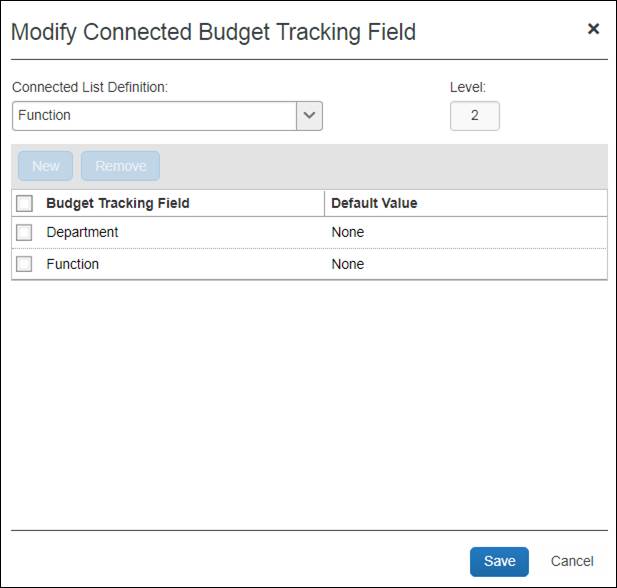 Modify Connected Budget Tracking Field
Connected List Definition: Level:
Function 2
New Remove
Budget Tracking Field Default Value
Department None
Function None
Save Cancel